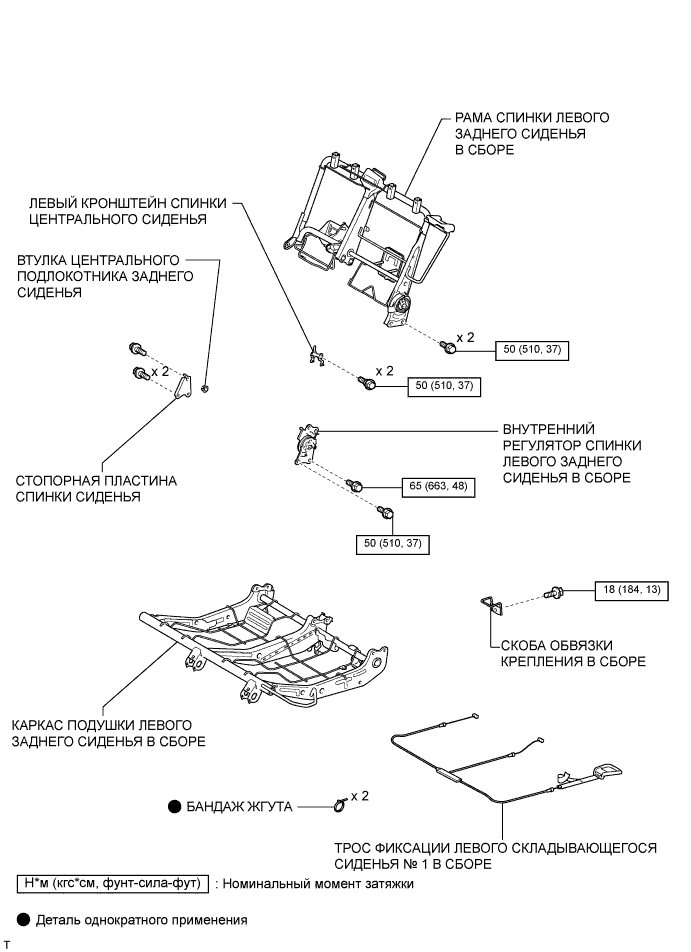 РАМА СПИНКИ ЛЕВОГО
ЗАДНЕГО СИДЕНЬЯ
В СБОРЕ
ЛЕВЫЙ КРОНШТЕЙН СПИНКИ
ЦЕНТРАЛЬНОГО СИДЕНЬЯ
ВТУЛКА ЦЕНТРАЛЬНОГО
ПОДЛОКОТНИКА ЗАДНЕГО
СИДЕНЬЯ
x 2
50 (510, 37)
x 2
x 2
50 (510, 37)
ВНУТРЕННИЙ
РЕГУЛЯТОР СПИНКИ
ЛЕВОГО ЗАДНЕГО
СИДЕНЬЯ В СБОРЕ
СТОПОРНАЯ ПЛАСТИНА
СПИНКИ СИДЕНЬЯ
65 (663, 48)
50 (510, 37)
18 (184, 13)
СКОБА ОБВЯЗКИ
КРЕПЛЕНИЯ В СБОРЕ
КАРКАС ПОДУШКИ ЛЕВОГО
ЗАДНЕГО СИДЕНЬЯ В СБОРЕ
x 2
БАНДАЖ ЖГУТА
ТРОС ФИКСАЦИИ ЛЕВОГО СКЛАДЫВАЮЩЕГОСЯ
СИДЕНЬЯ № 1 В СБОРЕ
Н*м (кгс*см, фунт-сила-фут) : Номинальный момент затяжки
Деталь однократного применения
T